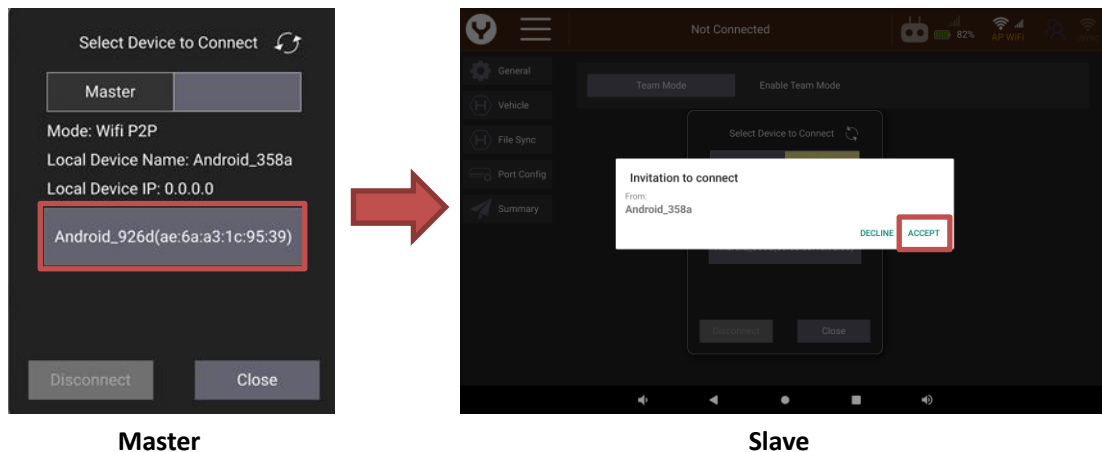 Select Device to Connect
Master
Mode: Wifi P2P
Local Device Name: Android_358a
Local Device IP: 0.0.0.0
Android_926d(ae:6a:a3:1c:95:39)
Disconnect Close
Master
Not Connected
82%
AP WiFi
General
Vehicle
File Sync
Port Config
Summary
Team Mode Enable Team Mode
Select Device to Connect
Invitation to connect
From:
Android_358a
DECLINE ACCEPT
Disconnect Close
Slave